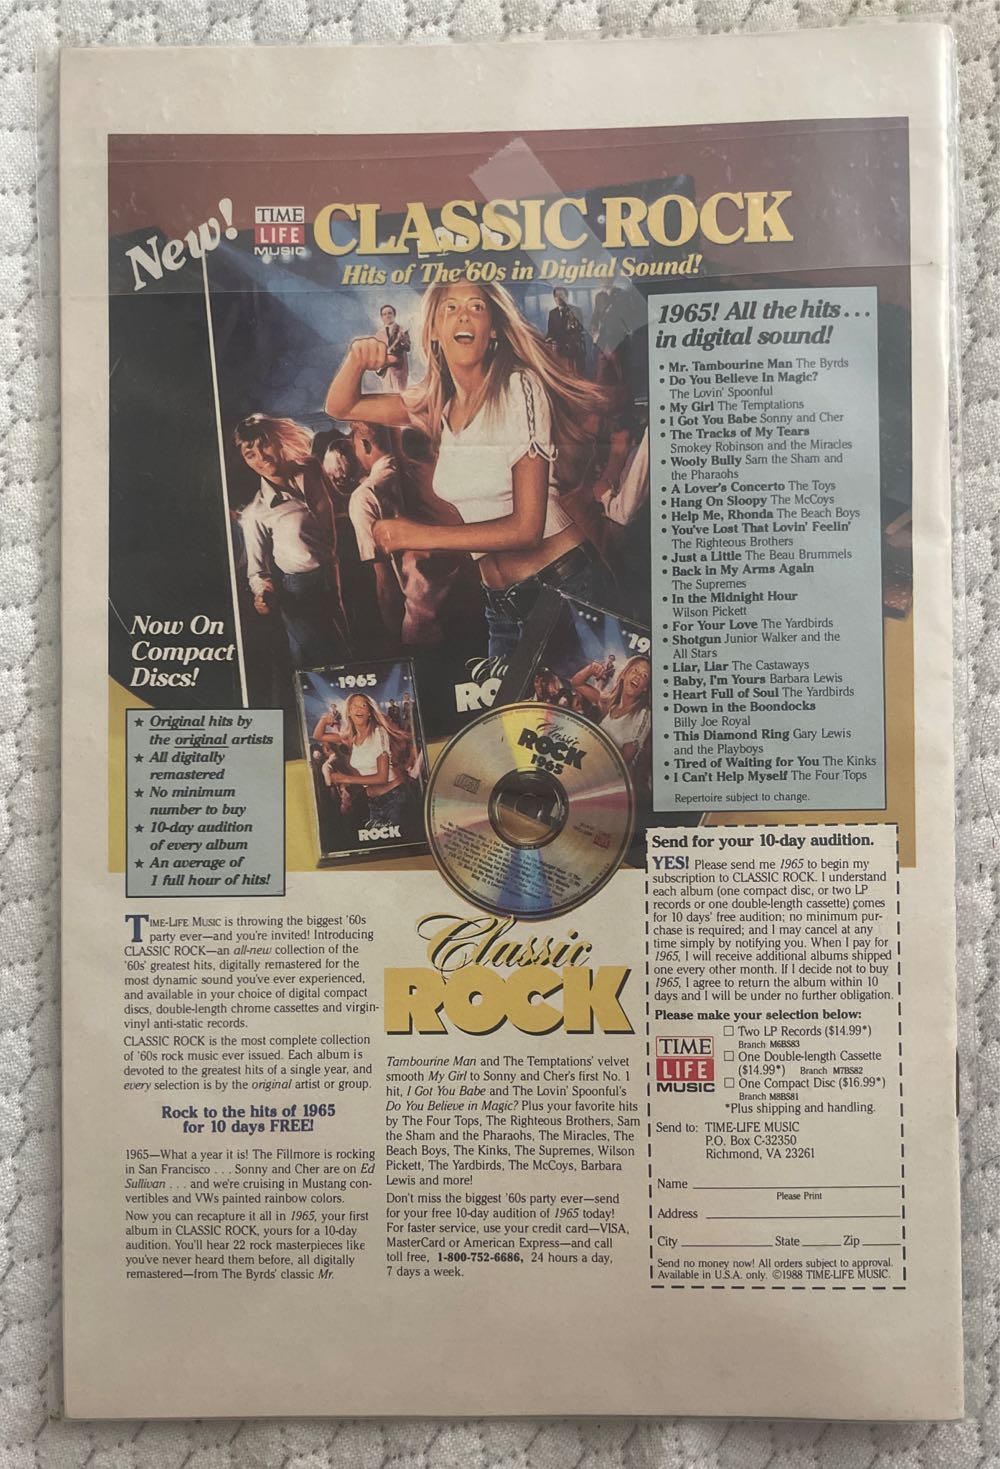 New!
TIME
LIFE
MUSIC
CLASSIC ROCK
Hits of The '60s in Digital Sound!
1965! All the hits...
in digital sound!
• Mr. Tambourine Man The Byrds
• Do You Believe In Magic?
The Lovin' Spoonful
• My Girl The Temptations
• I Got You Babe Sonny and Cher
• The Tracks of My Tears
Smokey Robinson and the Miracles
• Wooly Bully Sam the Sham and
the Pharaohs
• A Lover's Concerto The Toys
• Hang On Sloopy The McCoys
• Help Me, Rhonda The Beach Boys
• You've Lost That Lovin' Feelin'
The Righteous Brothers
• Just a Little The Beau Brummels
• Back in My Arms Again
The Supremes
• In the Midnight Hour
Wilson Pickett
• For Your Love The Yardbirds
• Shotgun Junior Walker and the
All Stars
• Liar, Liar The Castaways
• Baby, I'm Yours Barbara Lewis
• Heart Full of Soul The Yardbirds
• Down in the Boondocks
Billy Joe Royal
• This Diamond Ring Gary Lewis
and the Playboys
• Tired of Waiting for You The Kinks
• I Can't Help Myself The Four Tops
Repertoire subject to change.
Now On
Compact
Discs!
★ Original hits by
the original artists
★ All digitally
remastered
★ No minimum
number to buy
★ 10-day audition
of every album
★ An average of
1 full hour of hits!
1965
Classic
ROCK
Cla
RO
19
Classic
ROCK
1965
Classic
ROCK
TIME-LIFE MUSIC is throwing the biggest '60s
party ever—and you're invited! Introducing
CLASSIC ROCK—an all-new collection of the
'60s' greatest hits, digitally remastered for the
most dynamic sound you've ever experienced,
and available in your choice of digital compact
discs, double-length chrome cassettes and virgin-
vinyl anti-static records.
CLASSIC ROCK is the most complete collection
of '60s rock music ever issued. Each album is
devoted to the greatest hits of a single year, and
every selection is by the original artist or group.
Rock to the hits of 1965
for 10 days FREE!
1965—What a year it is! The Fillmore is rocking
in San Francisco . . . Sonny and Cher are on Ed
Sullivan . . . and we're cruising in Mustang con-
vertibles and VWs painted rainbow colors.
Now you can recapture it all in 1965, your first
album in CLASSIC ROCK, yours for a 10-day
audition. You'll hear 22 rock masterpieces like
you've never heard them before, all digitally
remastered—from The Byrds' classic Mr.
Tambourine Man and The Temptations' velvet
smooth My Girl to Sonny and Cher's first No. 1
hit, I Got You Babe and The Lovin' Spoonful's
Do You Believe in Magic? Plus your favorite hits
by The Four Tops, The Righteous Brothers, Sam
the Sham and the Pharaohs, The Miracles, The
Beach Boys, The Kinks, The Supremes, Wilson
Pickett, The Yardbirds, The McCoys, Barbara
Lewis and more!
Don't miss the biggest '60s party ever—send
for your free 10-day audition of 1965 today!
For faster service, use your credit card—VISA,
MasterCard or American Express—and call
toll free, 1-800-752-6686, 24 hours a day,
7 days a week.
Send for your 10-day audition.
YES! Please send me 1965 to begin my
subscription to CLASSIC ROCK. I understand
each album (one compact disc, or two LP
records or one double-length cassette) comes
for 10 days' free audition; no minimum pur-
chase is required; and I may cancel at any
time simply by notifying you. When I pay for
1965, I will receive additional albums shipped
one every other month. If I decide not to buy
1965, I agree to return the album within 10
days and I will be under no further obligation.
Please make your selection below:
TIME
LIFE
MUSIC
☐ Two LP Records ($14.99*)
Branch M6BS83
☐ One Double-length Cassette
($14.99*) Branch M7BS82
☐ One Compact Disc ($16.99*)
Branch M8BS81
*Plus shipping and handling.
Send to: TIME-LIFE MUSIC
P.O. Box C-32350
Richmond, VA 23261
Name
Please Print
Address
City State Zip
Send no money now! All orders subject to approval.
Available in U.S.A. only. ©1988 TIME-LIFE MUSIC.